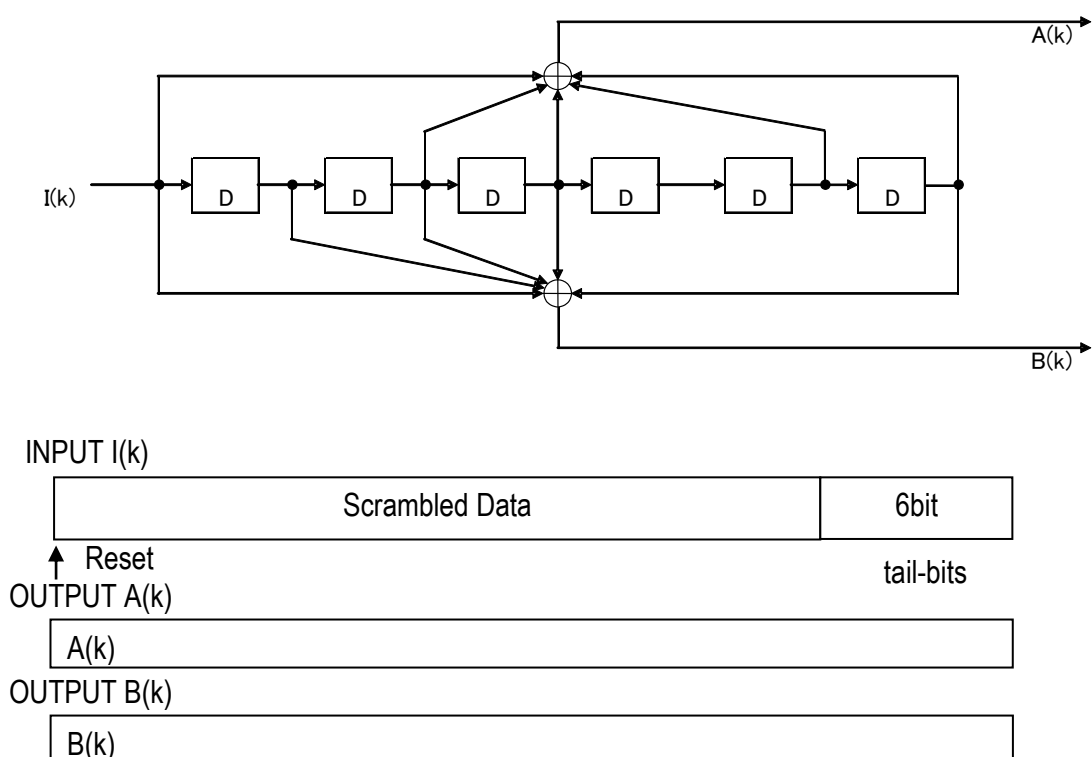 A(k)
I(k)
D D D D D D
B(k)
INPUT I(k)
Scrambled Data 6bit
Reset
tail-bits
OUTPUT A(k)
A(k)
OUTPUT B(k)
B(k)